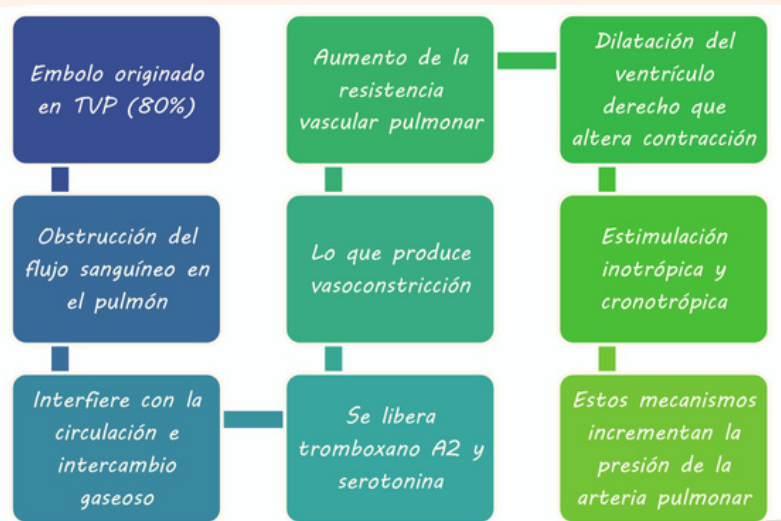 Embolo originado
en TVP (80%)
Obstrucción del
flujo sanguíneo en
el pulmón
Interfiere con la
circulación e
intercambio
gaseoso
Se libera
tromboxano A2 y
serotonina
Lo que produce
vasoconstricción
Aumento de la
resistencia
vascular pulmonar
Dilatación del
ventrículo
derecho que
altera contracción
Estimulación
inotrópica y
cronotrópica
Estos mecanismos
incrementan la
presión de la
arteria pulmonar